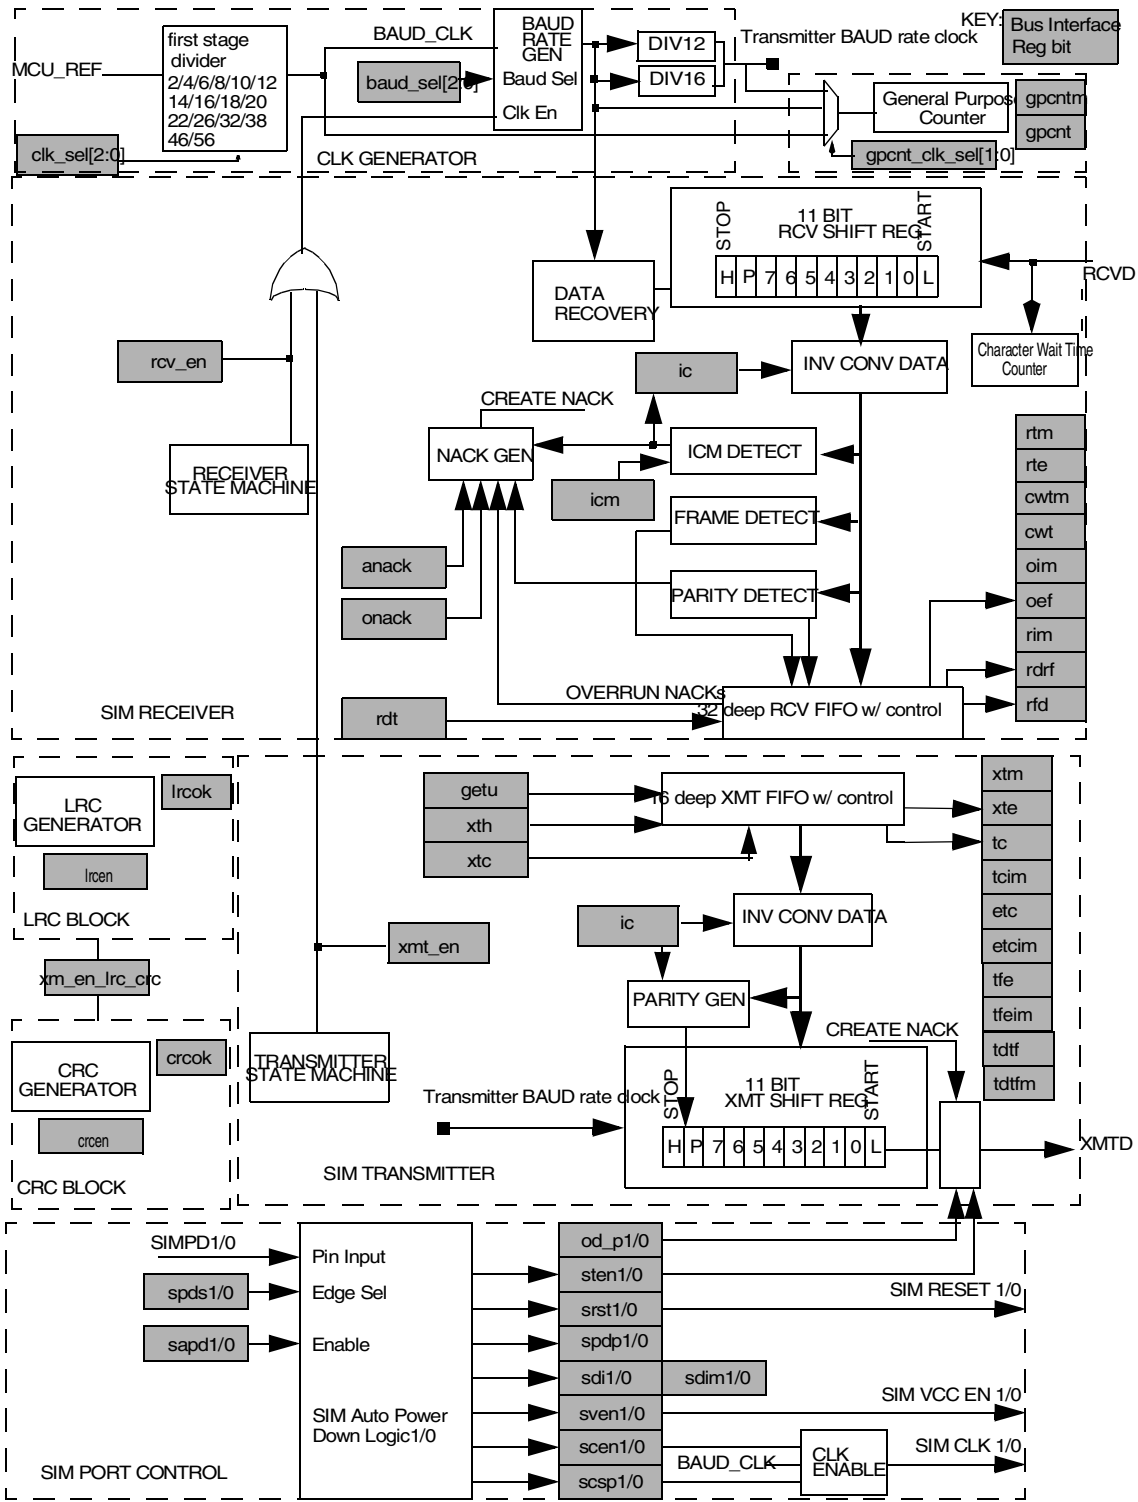 KEY:
Bus Interface
Reg bit
MCU_REF
first stage
divider
2/4/6/8/10/12
14/16/18/20
22/26/32/38
46/56
clk_sel[2:0]
BAUD_CLK
baud_sel[2:0]
BAUD
RATE
GEN
Baud Sel
Clk En
DIV12
DIV16
Transmitter BAUD rate clock
General Purpose
Counter
gpcntm
gpcnt
gpcnt_clk_sel[1:0]
CLK GENERATOR
STOP
11 BIT
RCV SHIFT REG
START
H P 7 6 5 4 3 2 1 0 L
RCVD
DATA
RECOVERY
Character Wait Time
Counter
rcv_en
ic
INV CONV DATA
CREATE NACK
NACK GEN
ICM DETECT
icm
RECEIVER
STATE MACHINE
FRAME DETECT
anack
onack
PARITY DETECT
rtm
rte
cwtm
cwt
oim
oef
rim
rdrf
rfd
OVERRUN NACKs
rdt
32 deep RCV FIFO w/ control
SIM RECEIVER
LRC
GENERATOR
lrcok
lrcen
LRC BLOCK
xm_en_lrc_crc
CRC
GENERATOR
crcok
crcen
CRC BLOCK
getu
xth
xtc
16 deep XMT FIFO w/ control
xtm
xte
tc
tcim
etc
etcim
tfe
tfeim
tdtf
tdtfm
ic
INV CONV DATA
xmt_en
PARITY GEN
CREATE NACK
TRANSMITTER
STATE MACHINE
Transmitter BAUD rate clock
STOP
11 BIT
XMT SHIFT REG
START
H P 7 6 5 4 3 2 1 0 L
XMTD
SIM TRANSMITTER
SIMPD1/0
spds1/0
sapd1/0
Pin Input
Edge Sel
Enable
SIM Auto Power
Down Logic1/0
od_p1/0
sten1/0
srst1/0
spdp1/0
sdi1/0
sdim1/0
sven1/0
scen1/0
scsp1/0
SIM RESET 1/0
SIM VCC EN 1/0
BAUD_CLK
CLK
ENABLE
SIM CLK 1/0
SIM PORT CONTROL